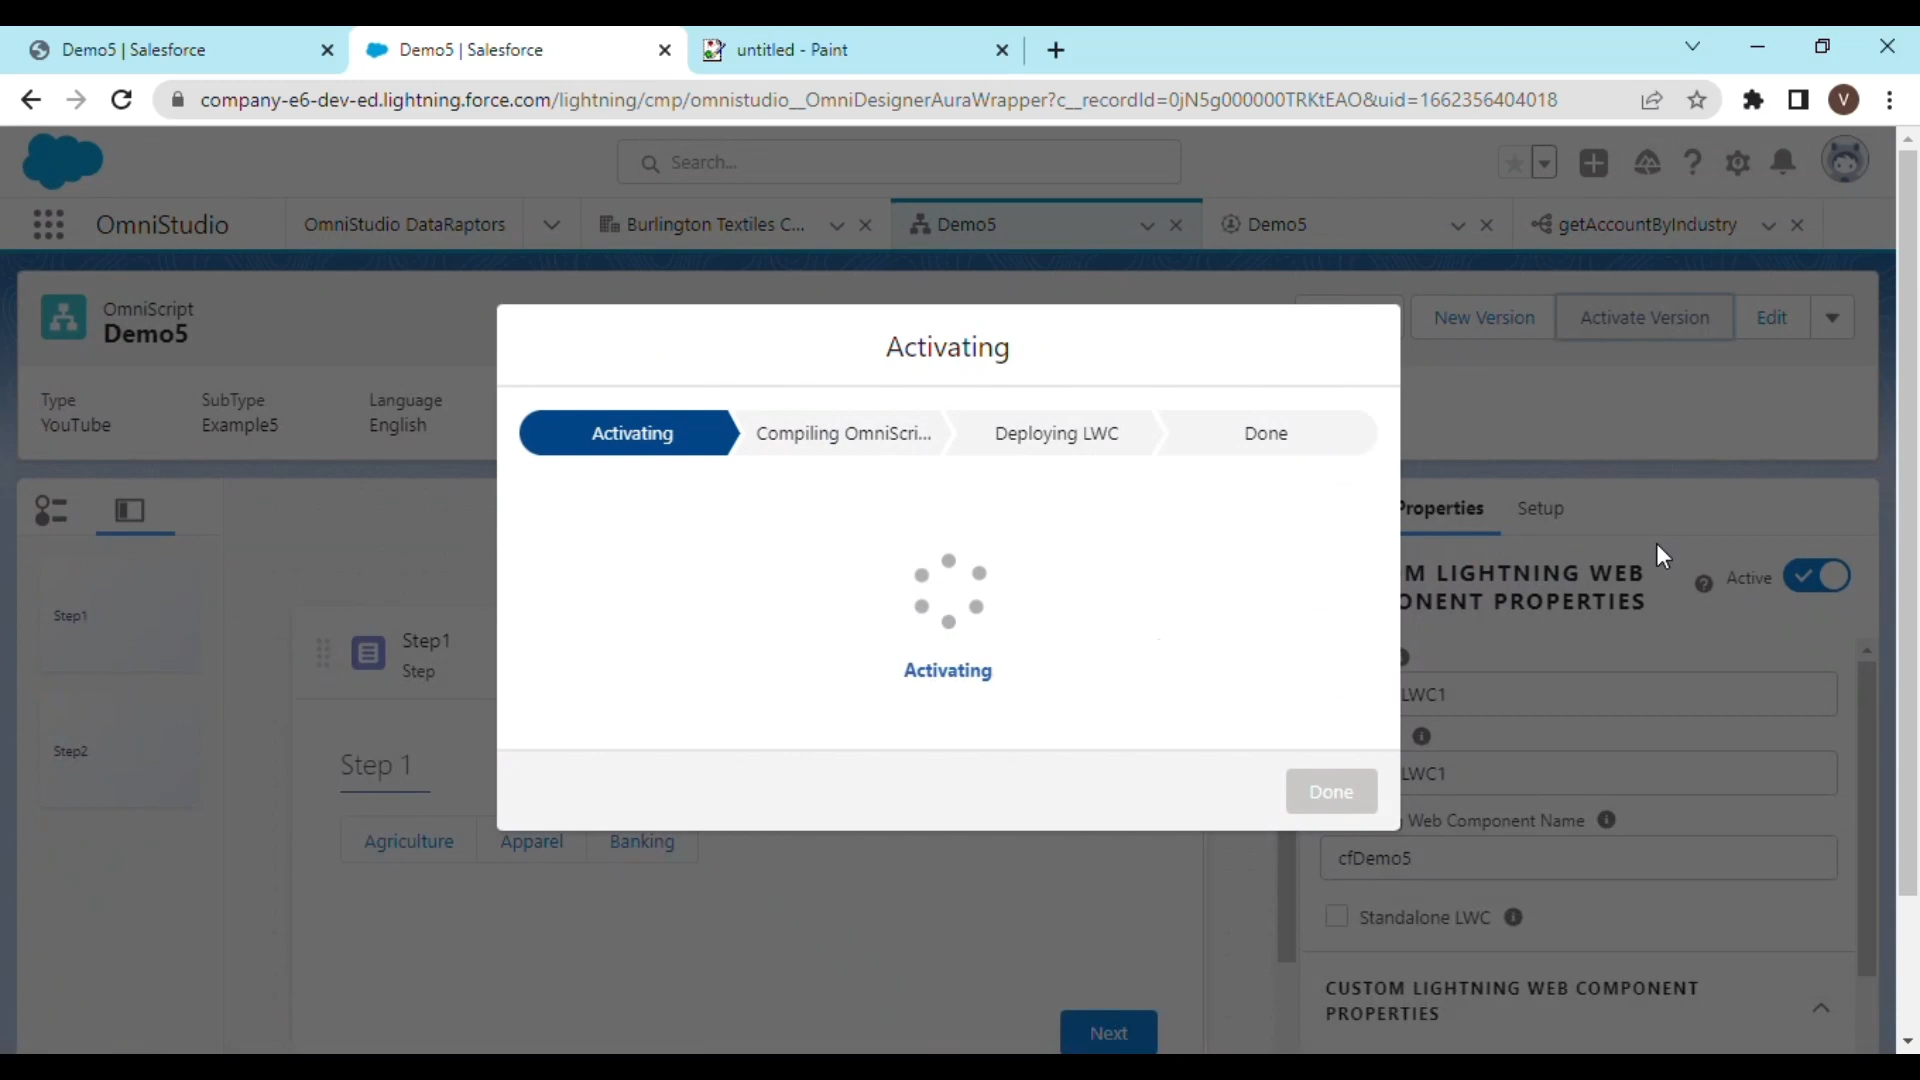 Demo5 | Salesforce
Demo5 | Salesforce
untitled - Paint
company-e6-dev-ed.lightning.force.com/lightning/cmp/omnistudio__OmniDesignerAuraWrapper?c__recordId=0jN5g000000TRKtEAO&uid=1662356404018
V
Search...
OmniStudio
OmniStudio DataRaptors
Burlington Textiles C...
Demo5
Demo5
getAccountByIndustry
OmniScript
Demo5
New Version
Activate Version
Edit
Type
YouTube
SubType
Example5
Language
English
Activating
Activating
Compiling OmniScri...
Deploying LWC
Done
Activating
Done
Properties
Setup
M LIGHTNING WEB
ONENT PROPERTIES
Active
LWC1
LWC1
Web Component Name
cfDemo5
Standalone LWC
CUSTOM LIGHTNING WEB COMPONENT
PROPERTIES
Step1
Step2
Step1
Step
Step 1
Agriculture
Apparel
Banking
Next